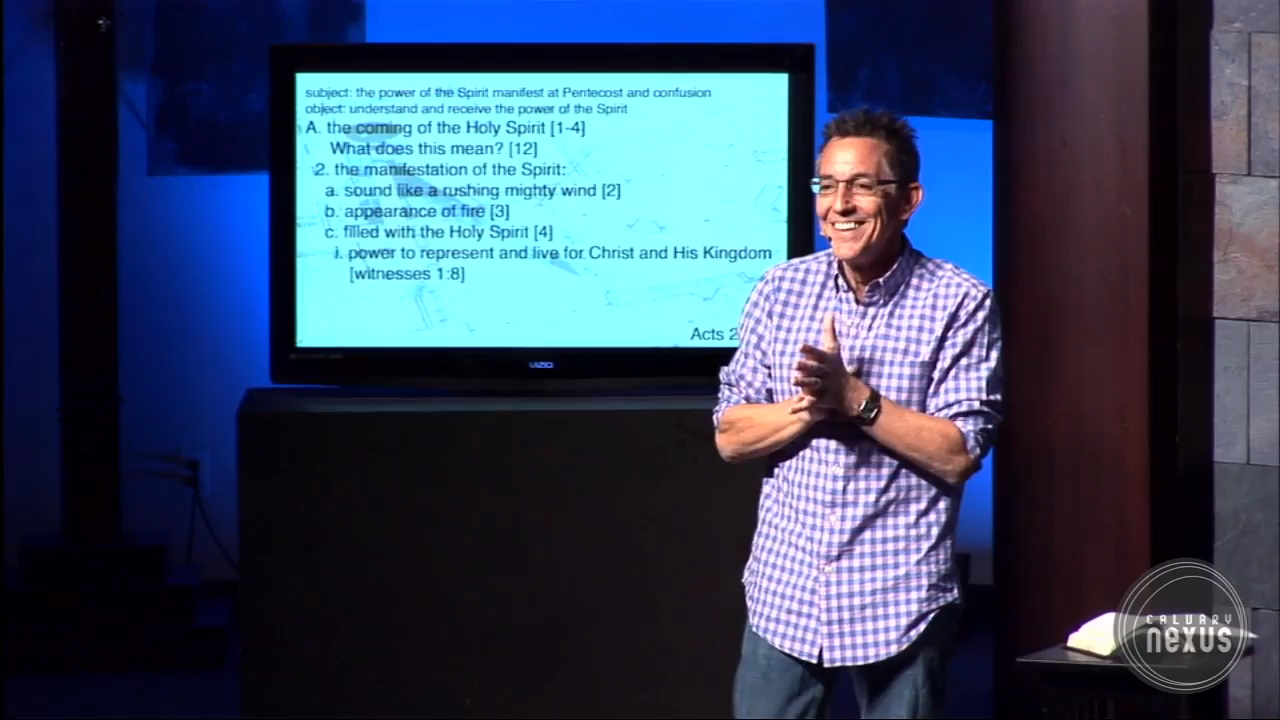 subject: the power of the Spirit manifest at Pentecost and confusion
object: understand and receive the power of the Spirit
A. the coming of the Holy Spirit [1-4]
What does this mean? [12]
2. the manifestation of the Spirit:
a. sound like a rushing mighty wind [2]
b. appearance of fire [3]
c. filled with the Holy Spirit [4]
i. power to represent and live for Christ and His Kingdom
[witnesses 1:8]
Acts 2
VIZIO
CALVARY
nexus